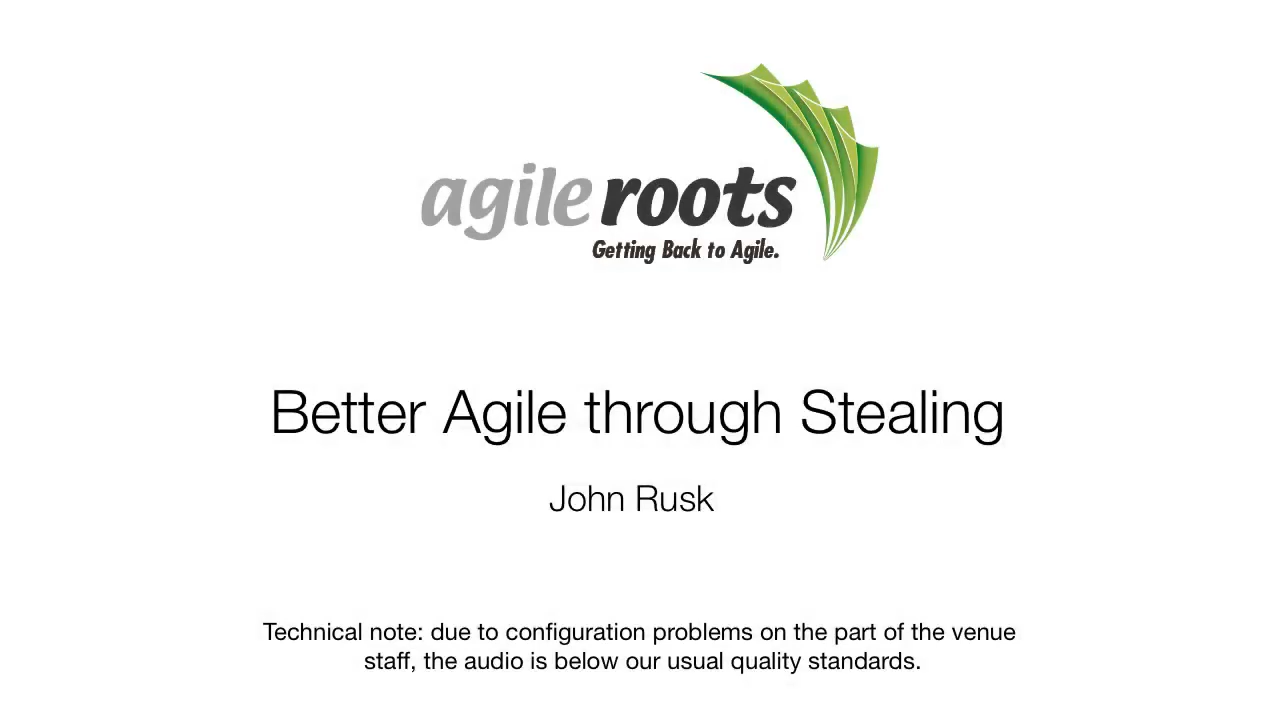 agile roots
Getting Back to Agile.
Better Agile through Stealing
John Rusk
Technical note: due to configuration problems on the part of the venue
staff, the audio is below our usual quality standards.